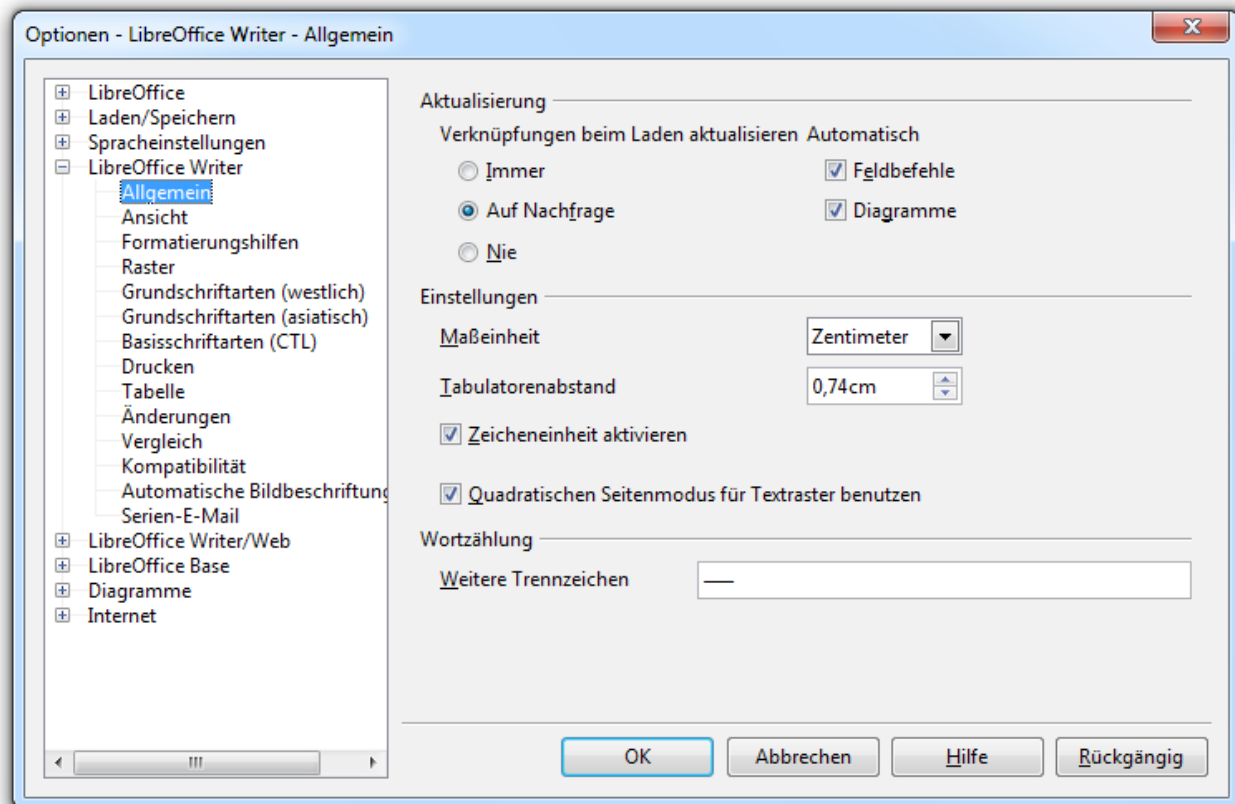 Optionen - LibreOffice Writer - Allgemein
LibreOffice
Laden/Speichern
Spracheinstellungen
LibreOffice Writer
Allgemein
Ansicht
Formatierungshilfen
Raster
Grundschriftarten (westlich)
Grundschriftarten (asiatisch)
Basisschriftarten (CTL)
Drucken
Tabelle
Änderungen
Vergleich
Kompatibilität
Automatische Bildbeschriftung
Serien-E-Mail
LibreOffice Writer/Web
LibreOffice Base
Diagramme
Internet
Aktualisierung
Verknüpfungen beim Laden aktualisieren Automatisch
Immer Feldbefehle
Auf Nachfrage Diagramme
Nie
Einstellungen
Maßeinheit Zentimeter
Tabulatorenabstand 0,74cm
Zeicheneinheit aktivieren
Quadratischen Seitenmodus für Textraster benutzen
Wortzählung
Weitere Trennzeichen —–
OK Abbrechen Hilfe Rückgängig